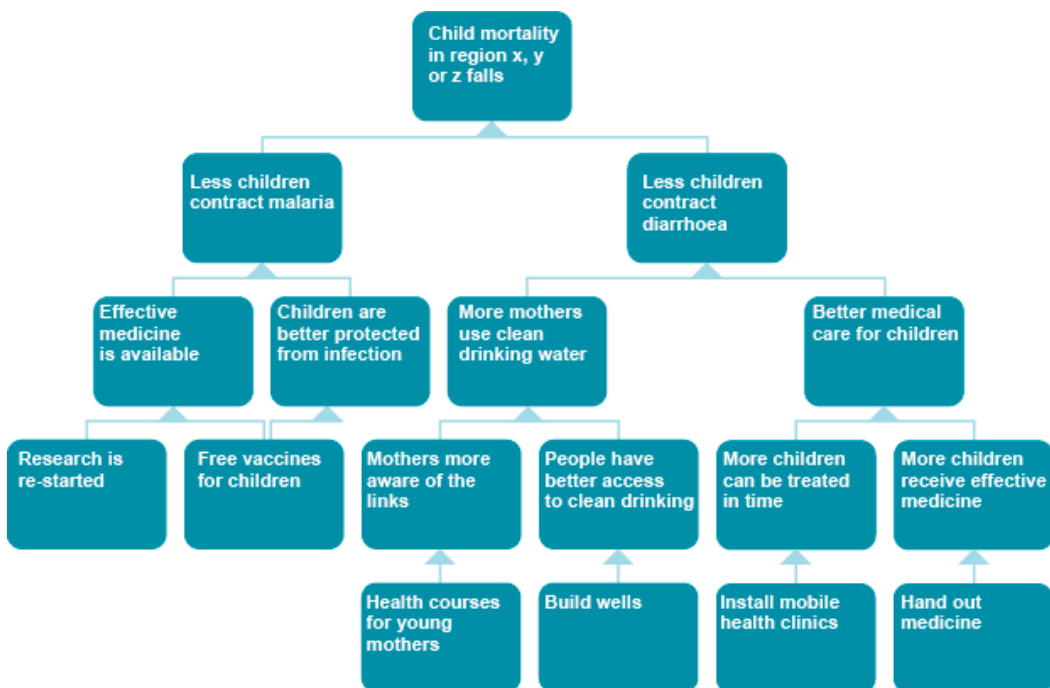 Child mortality
in region x, y
or z falls
Less children
contract malaria
Less children
contract
diarrhoea
Effective
medicine
is available
Children are
better protected
from infection
More mothers
use clean
drinking water
Better medical
care for children
Research is
re-started
Free vaccines
for children
Mothers more
aware of the
links
People have
better access
to clean drinking
More children
can be treated
in time
More children
receive effective
medicine
Health courses
for young
mothers
Build wells
Install mobile
health clinics
Hand out
medicine